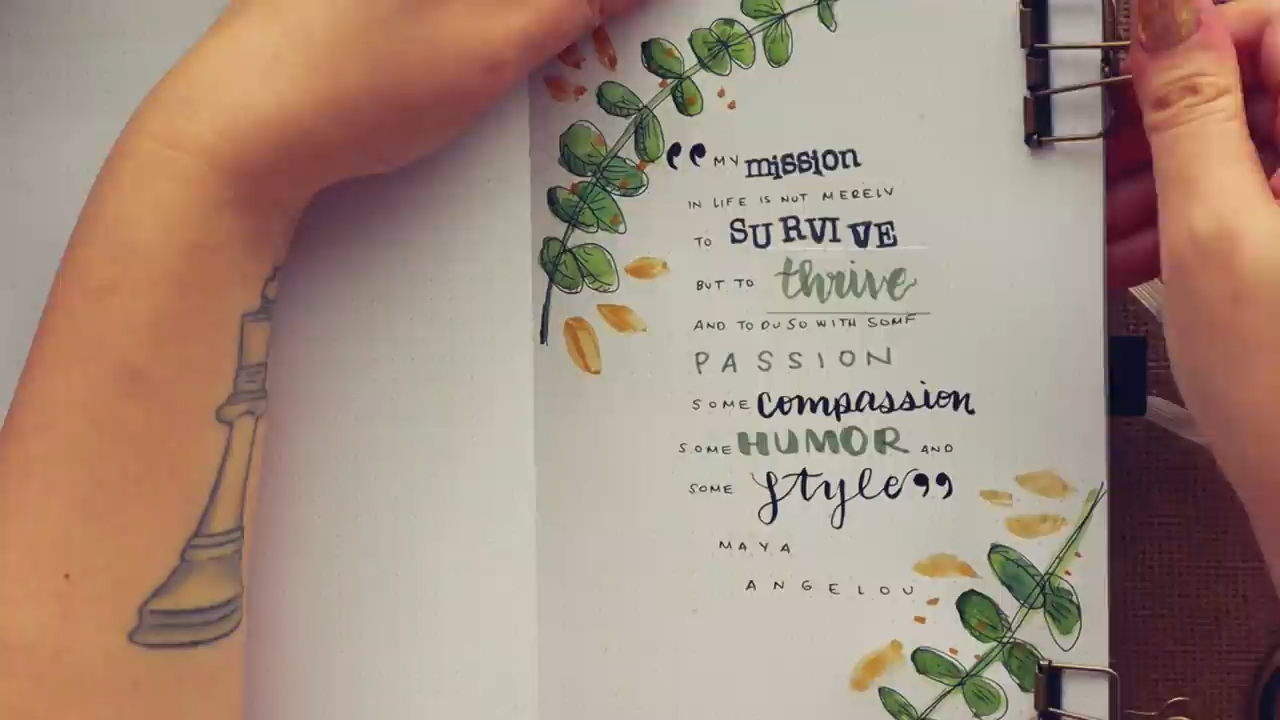 “ MY mission
IN LIFE IS NOT MERELY
TO SURVIVE
BUT TO thrive
AND TO DO SO WITH SOME
PASSION
SOME compassion
SOME HUMOR AND
SOME style ”
MAYA
ANGELOU